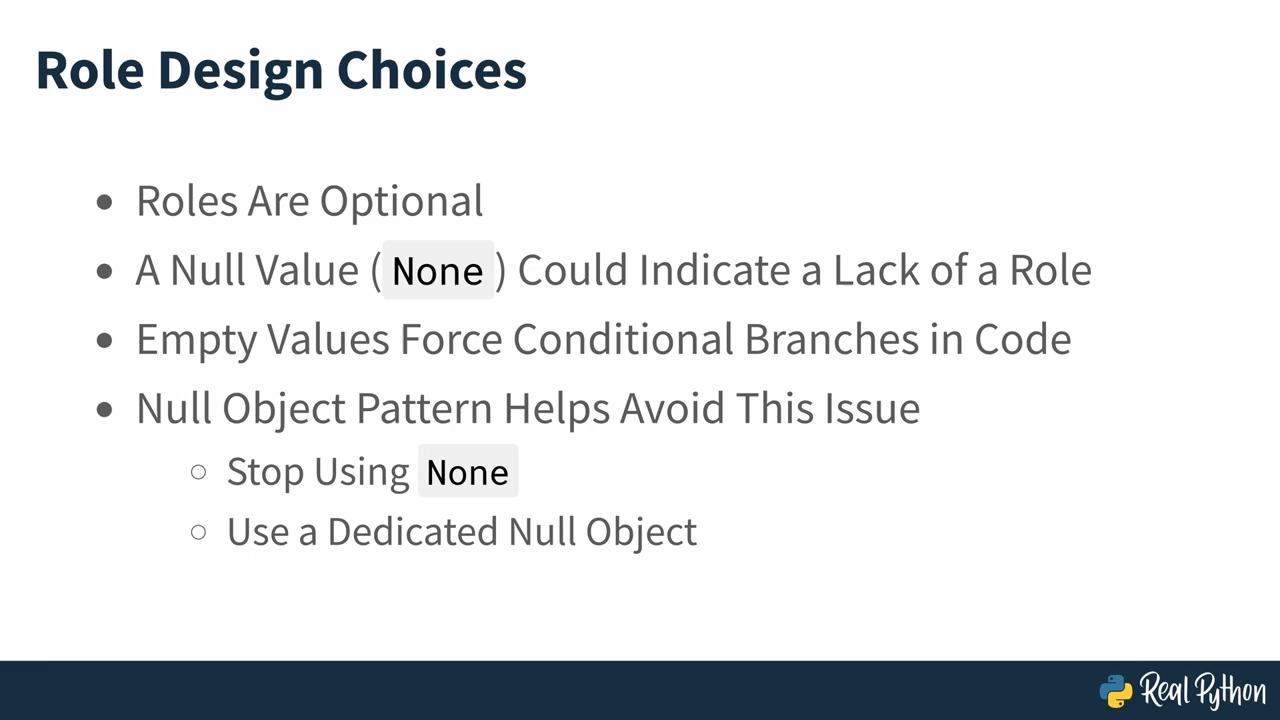 Role Design Choices
• Roles Are Optional
• A Null Value (None) Could Indicate a Lack of a Role
• Empty Values Force Conditional Branches in Code
• Null Object Pattern Helps Avoid This Issue
○ Stop Using None
○ Use a Dedicated Null Object
Real Python